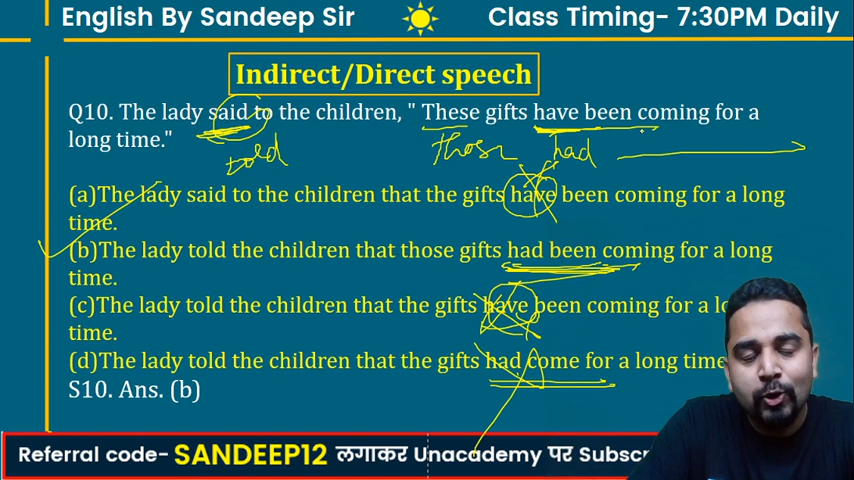 English By Sandeep Sir
Class Timing- 7:30PM Daily
Indirect/Direct speech
Q10. The lady said to the children, " These gifts have been coming for a
long time."
told those had
(a)The lady said to the children that the gifts have been coming for a long
time.
(b)The lady told the children that those gifts had been coming for a long
time.
(c)The lady told the children that the gifts have been coming for a
time.
(d)The lady told the children that the gifts had come for a long time
S10. Ans. (b)
Referral code- SANDEEP12 लगाकर Unacademy पर